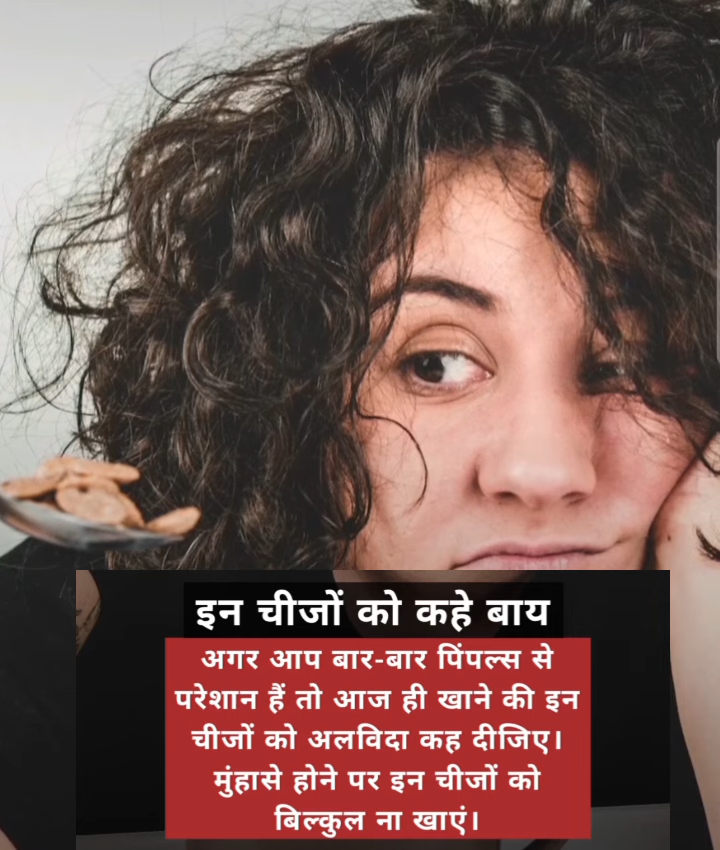 इन चीजों को कहे बाय
अगर आप बार-बार पिंपल्स से
परेशान हैं तो आज ही खाने की इन
चीजों को अलविदा कह दीजिए।
मुंहासे होने पर इन चीजों को
बिल्कुल ना खाएं।